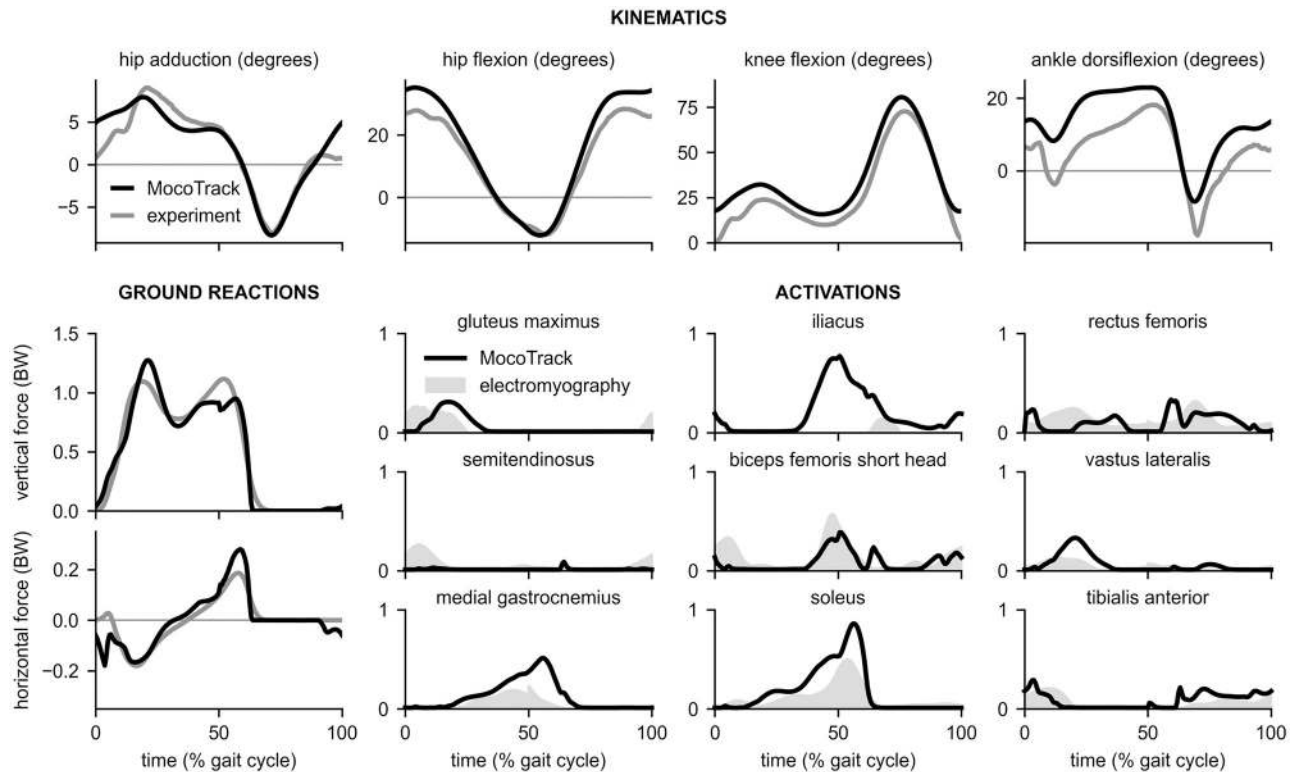 KINEMATICS
hip adduction (degrees)
hip flexion (degrees)
knee flexion (degrees)
ankle dorsiflexion (degrees)
5
0
−5
MocoTrack
experiment
20
0
75
50
25
0
20
0
GROUND REACTIONS
ACTIVATIONS
vertical force (BW)
1.5
1.0
0.5
0.0
gluteus maximus
1
0
MocoTrack
electromyography
iliacus
1
0
rectus femoris
1
0
semitendinosus
1
0
biceps femoris short head
1
0
vastus lateralis
1
0
horizontal force (BW)
0.2
0.0
−0.2
medial gastrocnemius
1
0
soleus
1
0
tibialis anterior
1
0
0 50 100
0 50 100
0 50 100
0 50 100
time (% gait cycle)
time (% gait cycle)
time (% gait cycle)
time (% gait cycle)